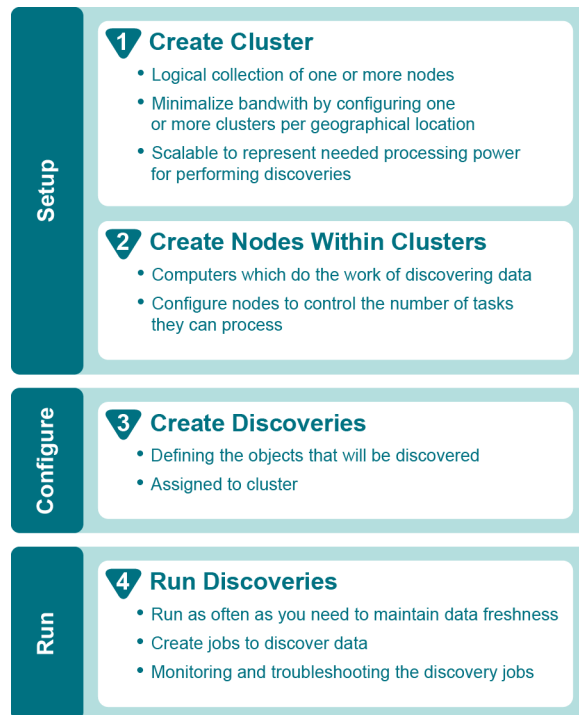 Setup
1 Create Cluster
• Logical collection of one or more nodes
• Minimalize bandwith by configuring one
or more clusters per geographical location
• Scalable to represent needed processing power
for performing discoveries
2 Create Nodes Within Clusters
• Computers which do the work of discovering data
• Configure nodes to control the number of tasks
they can process
Configure
3 Create Discoveries
• Defining the objects that will be discovered
• Assigned to cluster
Run
4 Run Discoveries
• Run as often as you need to maintain data freshness
• Create jobs to discover data
• Monitoring and troubleshooting the discovery jobs